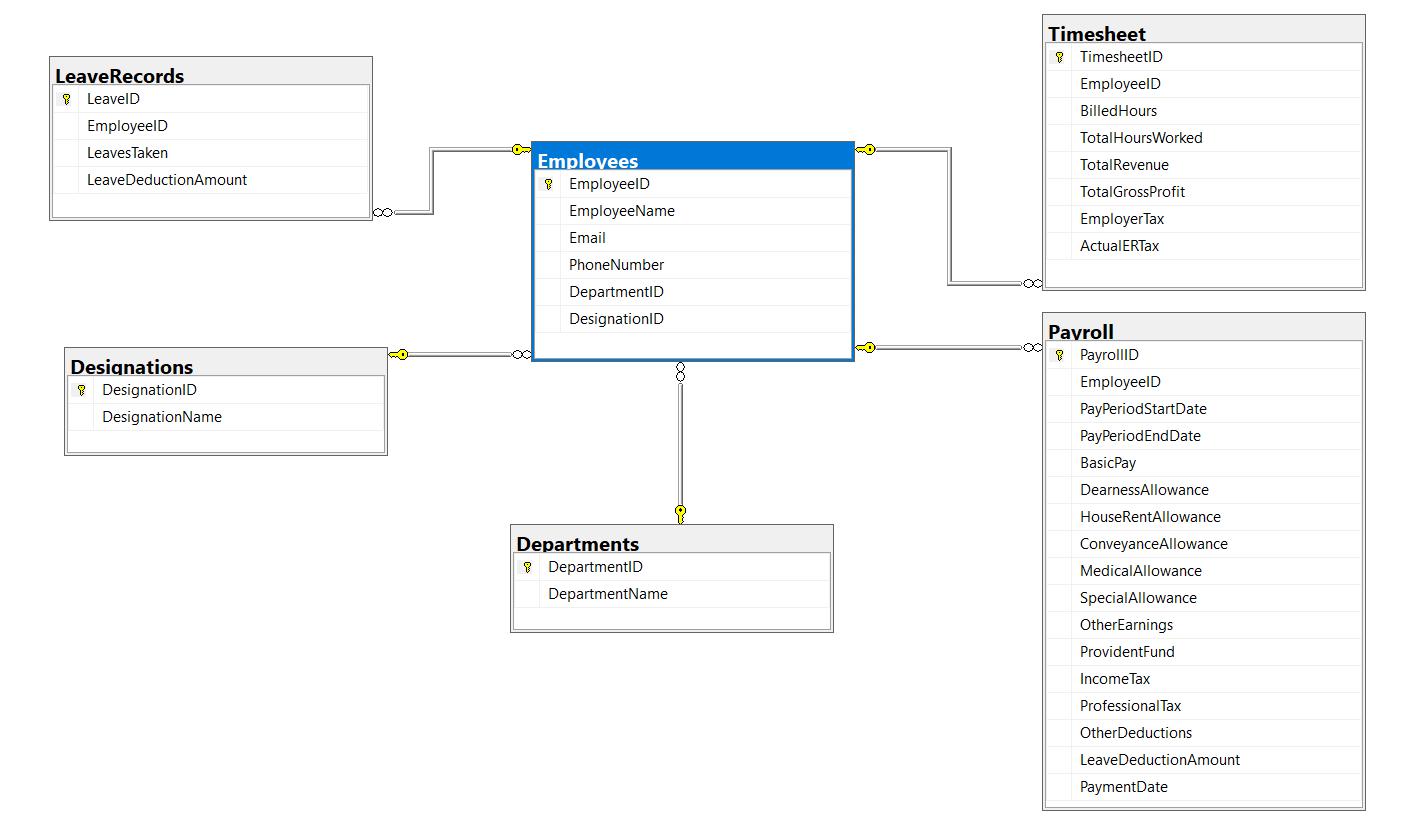 LeaveRecords
LeaveID
EmployeeID
LeavesTaken
LeaveDeductionAmount
Designations
DesignationID
DesignationName
Employees
EmployeeID
EmployeeName
Email
PhoneNumber
DepartmentID
DesignationID
Departments
DepartmentID
DepartmentName
Timesheet
TimesheetID
EmployeeID
BilledHours
TotalHoursWorked
TotalRevenue
TotalGrossProfit
EmployerTax
ActualERTax
Payroll
PayrollID
EmployeeID
PayPeriodStartDate
PayPeriodEndDate
BasicPay
DearnessAllowance
HouseRentAllowance
ConveyanceAllowance
MedicalAllowance
SpecialAllowance
OtherEarnings
ProvidentFund
IncomeTax
ProfessionalTax
OtherDeductions
LeaveDeductionAmount
PaymentDate